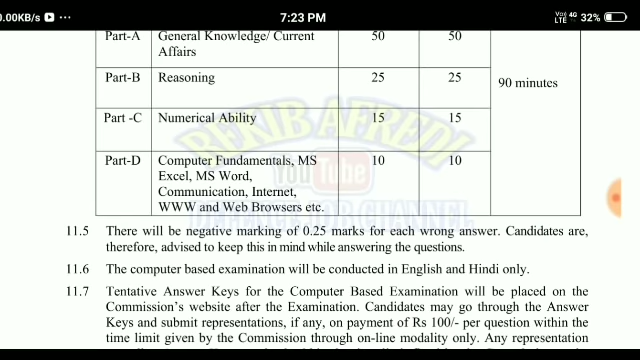 0.00KB/s ... 7:23 PM Vo) LTE 4G 32%
Part-A General Knowledge/ Current Affairs 50 50
Part-B Reasoning 25 25 90 minutes
Part -C Numerical Ability 15 15
BEKIB AFREDI
Part-D Computer Fundamentals, MS 10 10
Excel, MS Word,
YouTube
Communication, Internet,
WWW and Web Browsers etc.
DEFENCE JOB CHANNEL
11.5 There will be negative marking of 0.25 marks for each wrong answer. Candidates are,
therefore, advised to keep this in mind while answering the questions.
11.6 The computer based examination will be conducted in English and Hindi only.
11.7 Tentative Answer Keys for the Computer Based Examination will be placed on the
Commission's website after the Examination. Candidates may go through the Answer
Keys and submit representations, if any, on payment of Rs 100/- per question within the
time limit given by the Commission through on-line modality only. Any representation